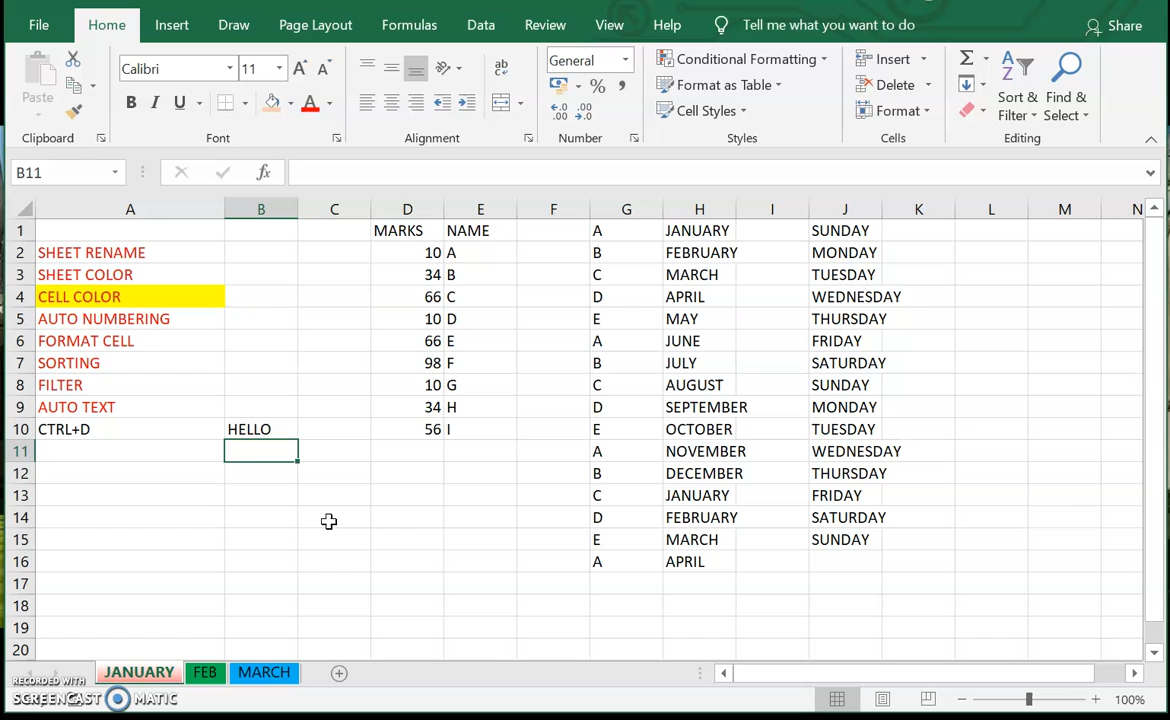 File Home Insert Draw Page Layout Formulas Data Review View Help Tell me what you want to do Share
Calibri 11 General Conditional Formatting Insert
Paste Format as Table Delete Sort & Find &
B I U A Cell Styles Format Filter Select
Clipboard Font Alignment Number Styles Cells Editing
B11 fx
A B C D E F G H I J K L M N
1 MARKS NAME A JANUARY SUNDAY
2 SHEET RENAME 10 A B FEBRUARY MONDAY
3 SHEET COLOR 34 B C MARCH TUESDAY
4 CELL COLOR 66 C D APRIL WEDNESDAY
5 AUTO NUMBERING 10 D E MAY THURSDAY
6 FORMAT CELL 66 E A JUNE FRIDAY
7 SORTING 98 F B JULY SATURDAY
8 FILTER 10 G C AUGUST SUNDAY
9 AUTO TEXT 34 H D SEPTEMBER MONDAY
10 CTRL+D HELLO 56 I E OCTOBER TUESDAY
11 A NOVEMBER WEDNESDAY
12 B DECEMBER THURSDAY
13 C JANUARY FRIDAY
14 D FEBRUARY SATURDAY
15 E MARCH SUNDAY
16 A APRIL
17
18
19
20
JANUARY FEB MARCH
RECORDED WITH
SCREENCAST MATIC 100%